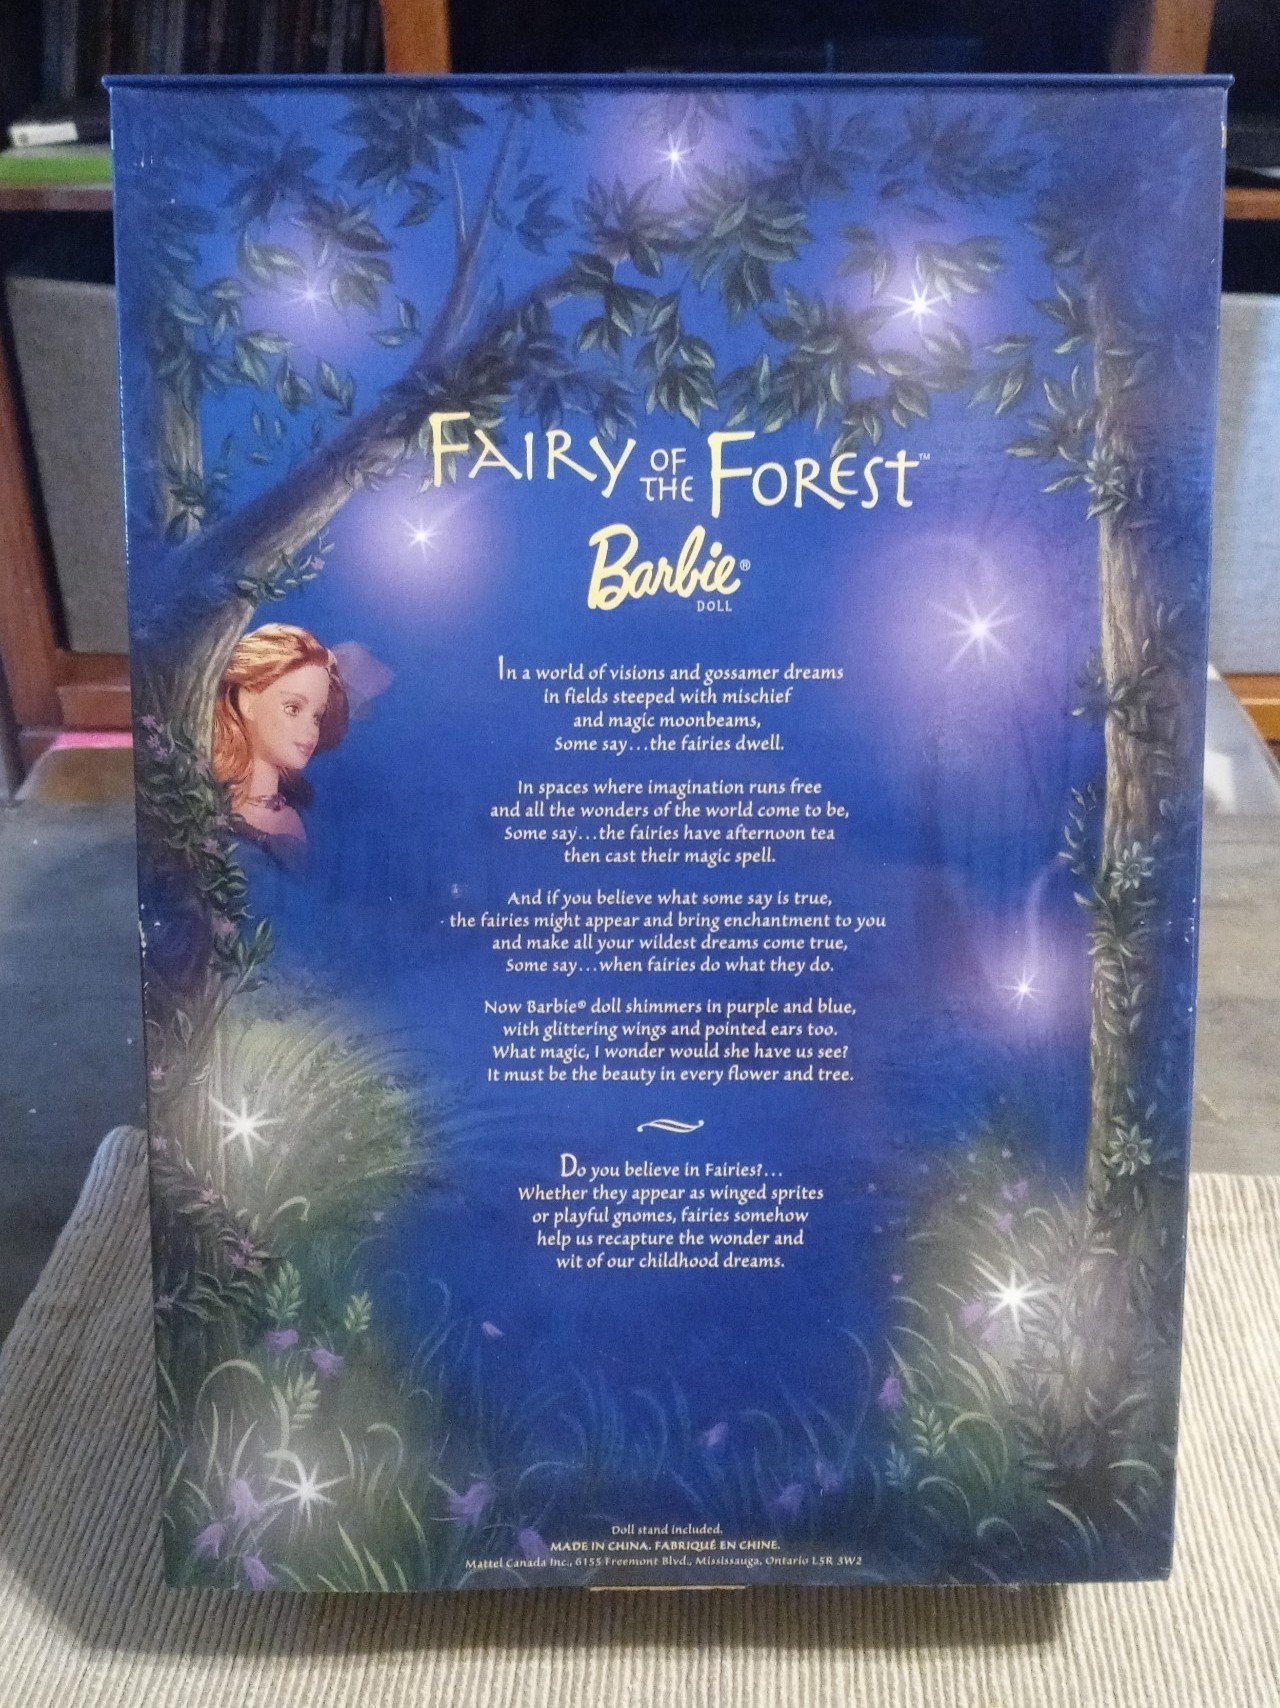 FAIRY OF THE FOREST™
Barbie®
DOLL
In a world of visions and gossamer dreams
in fields steeped with mischief
and magic moonbeams,
Some say...the fairies dwell.
In spaces where imagination runs free
and all the wonders of the world come to be,
Some say...the fairies have afternoon tea
then cast their magic spell.
And if you believe what some say is true,
the fairies might appear and bring enchantment to you
and make all your wildest dreams come true,
Some say...when fairies do what they do.
Now Barbie® doll shimmers in purple and blue,
with glittering wings and pointed ears too.
What magic, I wonder would she have us see?
It must be the beauty in every flower and tree.
Do you believe in Fairies?...
Whether they appear as winged sprites
or playful gnomes, fairies somehow
help us recapture the wonder and
wit of our childhood dreams.
Doll stand included.
MADE IN CHINA. FABRIQUÉ EN CHINE.
Mattel Canada Inc., 6155 Freemont Blvd., Mississauga, Ontario L5R 3W2